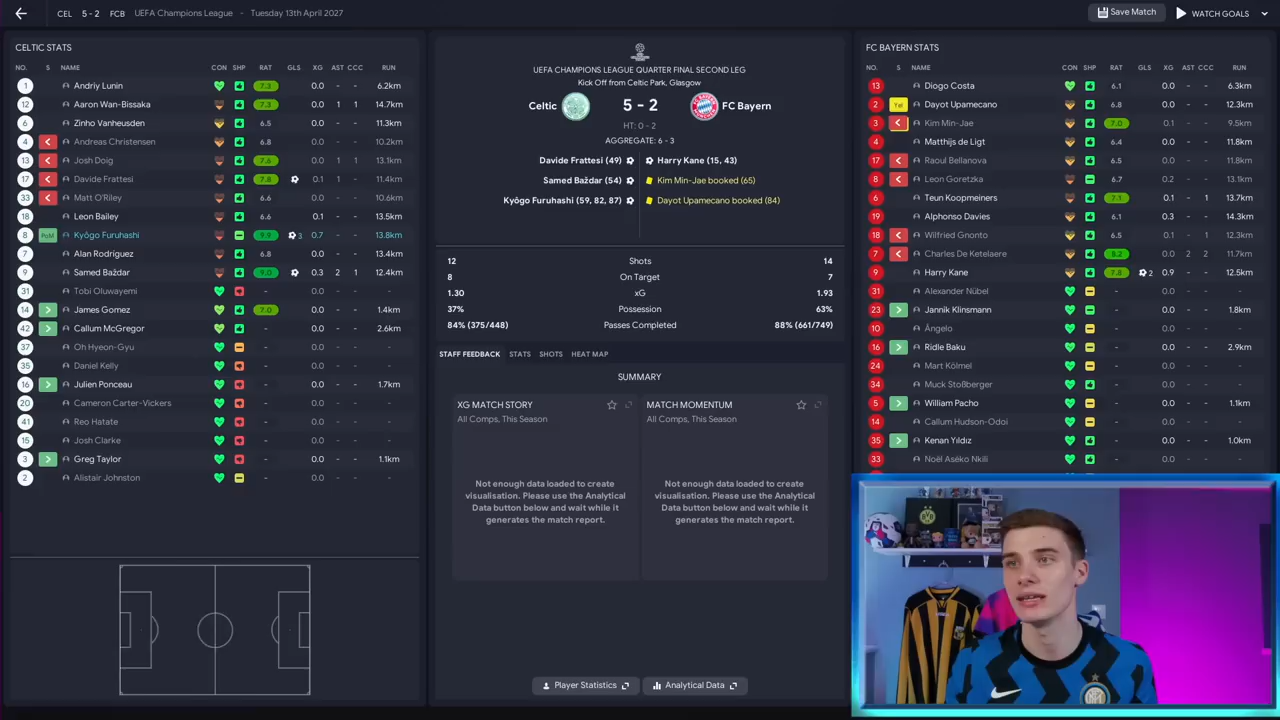 CEL 5 - 2 FCB UEFA Champions League - Tuesday 13th April 2027
Save Match WATCH GOALS
CELTIC STATS
NO. S NAME CON SHP RAT GLS XG AST CCC RUN
1 Andriy Lunin 7.3 0.0 - - 6.2km
12 Aaron Wan-Bissaka 7.3 0.0 1 1 14.7km
6 Zinho Vanheusden 6.5 0.0 - - 11.3km
4 Andreas Christensen 6.8 0.0 - - 10.2km
13 Josh Doig 7.6 0.0 1 1 13.1km
17 Davide Frattesi 7.8 0.1 1 - 11.4km
33 Matt O'Riley 6.6 0.0 - - 10.6km
18 Leon Bailey 6.6 0.1 - - 13.5km
8 PoM Kyōgo Furuhashi 9.9 3 0.7 - - 13.8km
7 Alan Rodríguez 6.8 0.0 - - 13.4km
9 Samed Baždar 9.0 0.3 2 1 12.4km
31 Tobi Oluwayemi - 0.0 - - -
14 James Gomez 7.0 0.0 - - 1.4km
42 Callum McGregor - 0.0 - - 2.6km
37 Oh Hyeon-Gyu - 0.0 - - -
35 Daniel Kelly - 0.0 - - -
16 Julien Ponceau - 0.0 - - 1.7km
20 Cameron Carter-Vickers - 0.0 - - -
41 Reo Hatate - 0.0 - - -
15 Josh Clarke - 0.0 - - -
3 Greg Taylor - 0.0 - - 1.1km
2 Alistair Johnston - 0.0 - - -
UEFA CHAMPIONS LEAGUE QUARTER FINAL SECOND LEG
Kick Off from Celtic Park, Glasgow
Celtic 5 - 2 FC Bayern
HT: 0 - 2
AGGREGATE: 6 - 3
Davide Frattesi (49) Harry Kane (15, 43)
Samed Baždar (54) Kim Min-Jae booked (65)
Kyōgo Furuhashi (59, 82, 87) Dayot Upamecano booked (84)
12 Shots 14
8 On Target 7
1.30 xG 1.93
37% Possession 63%
84% (375/448) Passes Completed 88% (661/749)
STAFF FEEDBACK STATS SHOTS HEAT MAP
SUMMARY
XG MATCH STORY
All Comps, This Season
Not enough data loaded to create
visualisation. Please use the Analytical
Data button below and wait while it
generates the match report.
MATCH MOMENTUM
All Comps, This Season
Not enough data loaded to create
visualisation. Please use the Analytical
Data button below and wait while it
generates the match report.
Player Statistics Analytical Data
FC BAYERN STATS
NO. S NAME CON SHP RAT GLS XG AST CCC RUN
13 Diogo Costa 6.1 0.0 - - 6.3km
2 Yel Dayot Upamecano 6.8 0.0 - - 12.3km
3 Kim Min-Jae 7.0 0.1 - - 9.5km
4 Matthijs de Ligt 6.4 0.0 - - 11.8km
17 Raoul Bellanova 6.5 0.0 - - 11.8km
8 Leon Goretzka 6.7 0.2 - - 13.1km
6 Teun Koopmeiners 7.1 0.1 - 1 13.7km
19 Alphonso Davies 6.1 0.3 - - 14.3km
18 Wilfried Gnonto 6.5 0.1 - 1 12.3km
7 Charles De Ketelaere 8.2 0.0 2 2 11.7km
9 Harry Kane 7.8 2 0.9 - - 12.5km
31 Alexander Nübel - 0.0 - - -
13 Jannik Klinsmann - 0.0 - - 1.8km
10 Ângelo - 0.0 - - -
16 Ridle Baku - 0.0 - - 2.9km
24 Mart Kölmel - 0.0 - - -
34 Muck Stoßberger - 0.0 - - -
5 William Pacho - 0.0 - - 1.1km
14 Callum Hudson-Odoi - 0.0 - - -
35 Kenan Yıldız - 0.0 - - 1.0km
33 Noël Aséko Nkili - 0.0 - - -